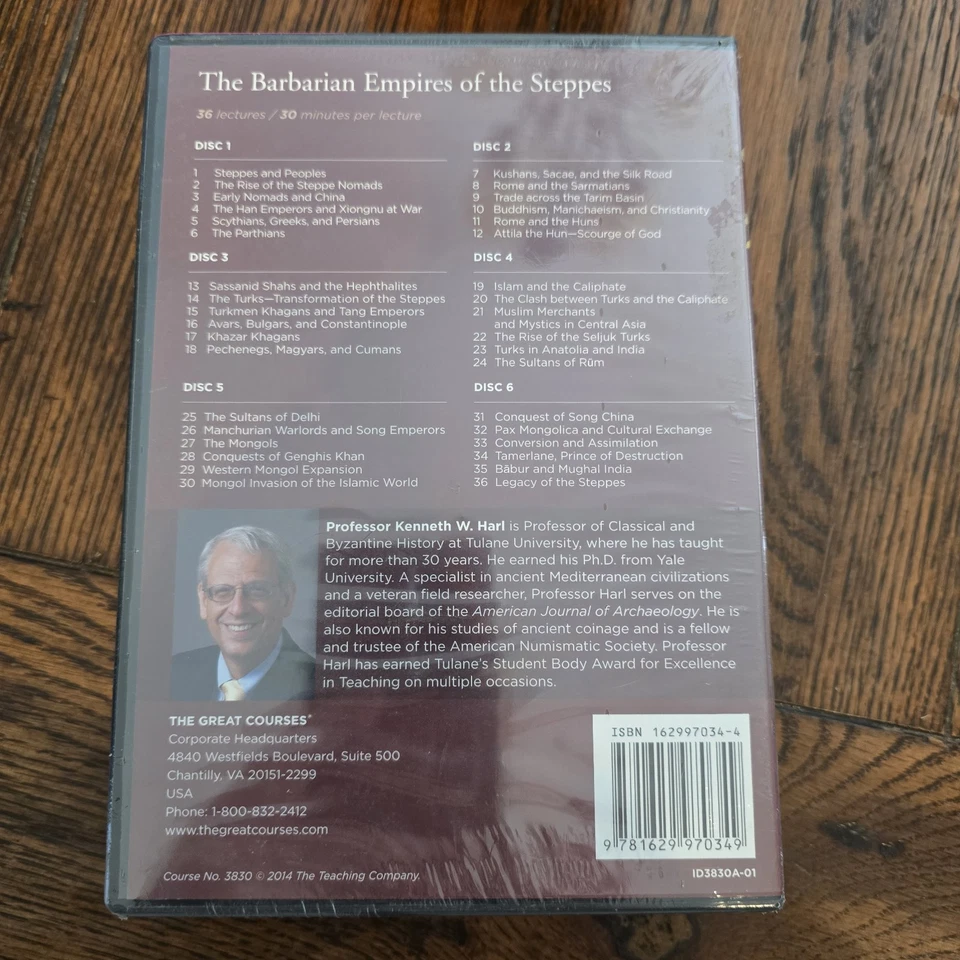 The Barbarian Empires of the Steppes
36 lectures / 30 minutes per lecture
DISC 1
1 Steppes and Peoples
2 The Rise of the Steppe Nomads
3 Early Nomads and China
4 The Han Emperors and Xiongnu at War
5 Scythians, Greeks, and Persians
6 The Parthians
DISC 2
7 Kushans, Sacae, and the Silk Road
8 Rome and the Sarmatians
9 Trade across the Tarim Basin
10 Buddhism, Manichaeism, and Christianity
11 Rome and the Huns
12 Attila the Hun—Scourge of God
DISC 3
13 Sassanid Shahs and the Hephthalites
14 The Turks—Transformation of the Steppes
15 Turkmen Khagans and Tang Emperors
16 Avars, Bulgars, and Constantinople
17 Khazar Khagans
18 Pechenegs, Magyars, and Cumans
DISC 4
19 Islam and the Caliphate
20 The Clash between Turks and the Caliphate
21 Muslim Merchants
and Mystics in Central Asia
22 The Rise of the Seljuk Turks
23 Turks in Anatolia and India
24 The Sultans of Rūm
DISC 5
25 The Sultans of Delhi
26 Manchurian Warlords and Song Emperors
27 The Mongols
28 Conquests of Genghis Khan
29 Western Mongol Expansion
30 Mongol Invasion of the Islamic World
DISC 6
31 Conquest of Song China
32 Pax Mongolica and Cultural Exchange
33 Conversion and Assimilation
34 Tamerlane, Prince of Destruction
35 Bābur and Mughal India
36 Legacy of the Steppes
Professor Kenneth W. Harl is Professor of Classical and
Byzantine History at Tulane University, where he has taught
for more than 30 years. He earned his Ph.D. from Yale
University. A specialist in ancient Mediterranean civilizations
and a veteran field researcher, Professor Harl serves on the
editorial board of the American Journal of Archaeology. He is
also known for his studies of ancient coinage and is a fellow
and trustee of the American Numismatic Society. Professor
Harl has earned Tulane's Student Body Award for Excellence
in Teaching on multiple occasions.
THE GREAT COURSES®
Corporate Headquarters
4840 Westfields Boulevard, Suite 500
Chantilly, VA 20151-2299
USA
Phone: 1-800-832-2412
www.thegreatcourses.com
Course No. 3830 © 2014 The Teaching Company.
ISBN 162997034-4
9 781629 970349
ID3830A-01